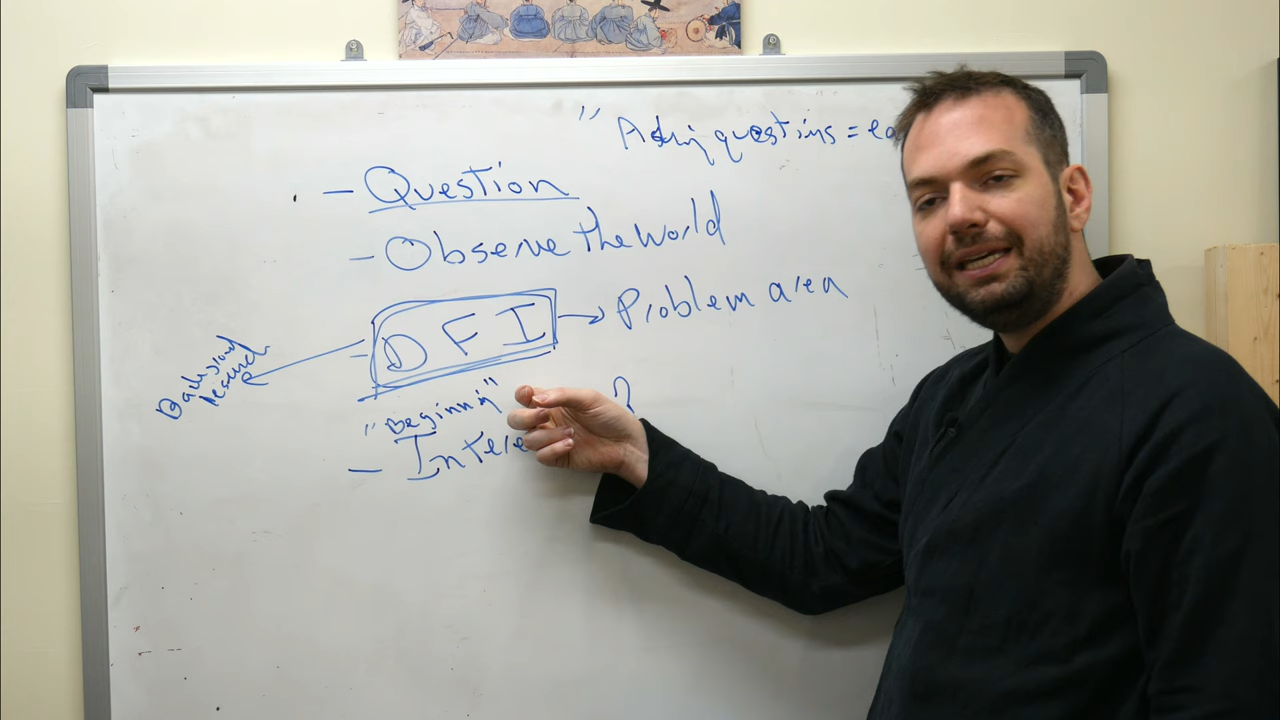 " Asking questions = ea
- Question
- Observe the world
- DFI → Problem area
Background research
"Beginning"
- Intere ?